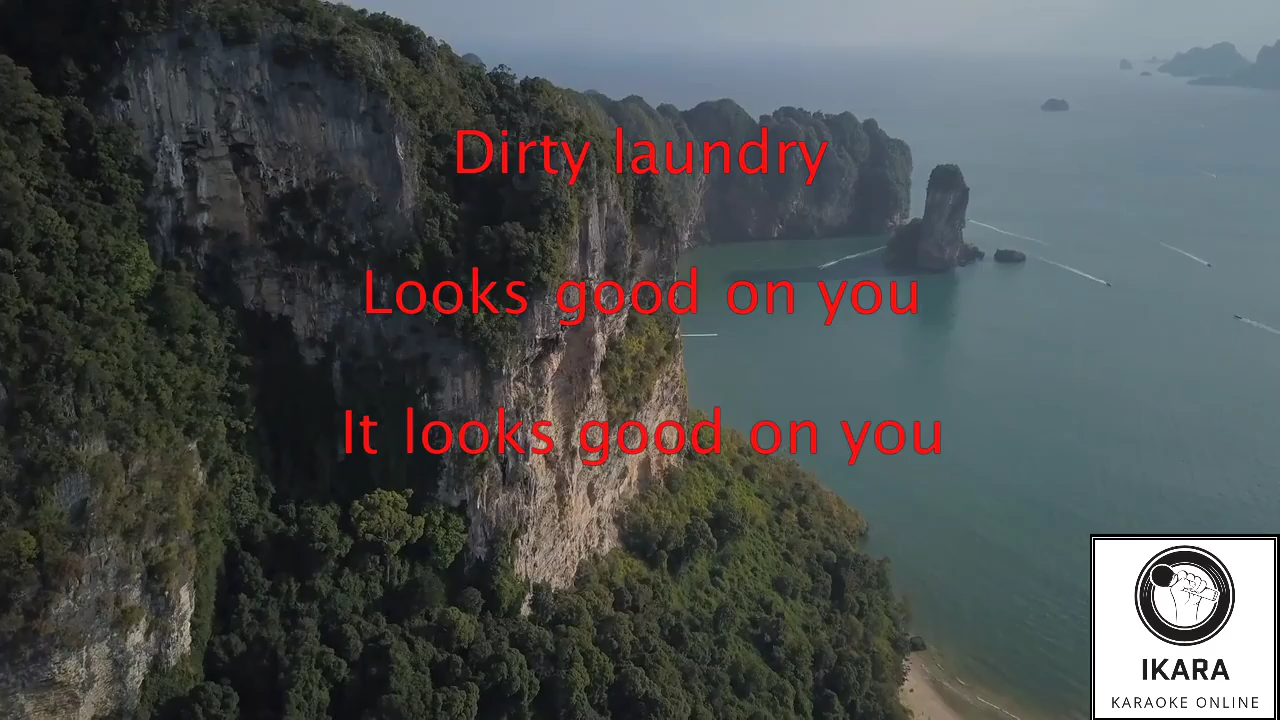 Dirty laundry
Looks good on you
It looks good on you
IKARA
KARAOKE ONLINE